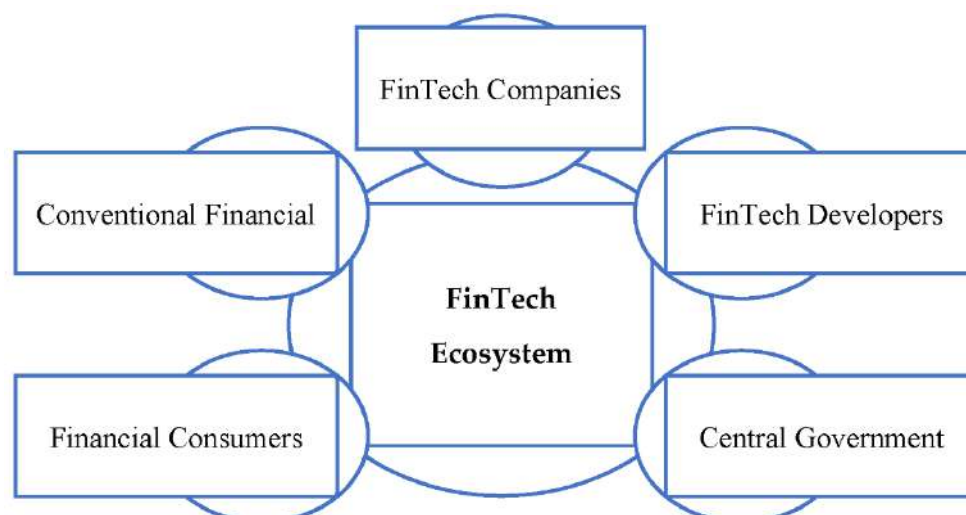 FinTech Companies
Conventional Financial
FinTech Developers
FinTech
Ecosystem
Financial Consumers
Central Government